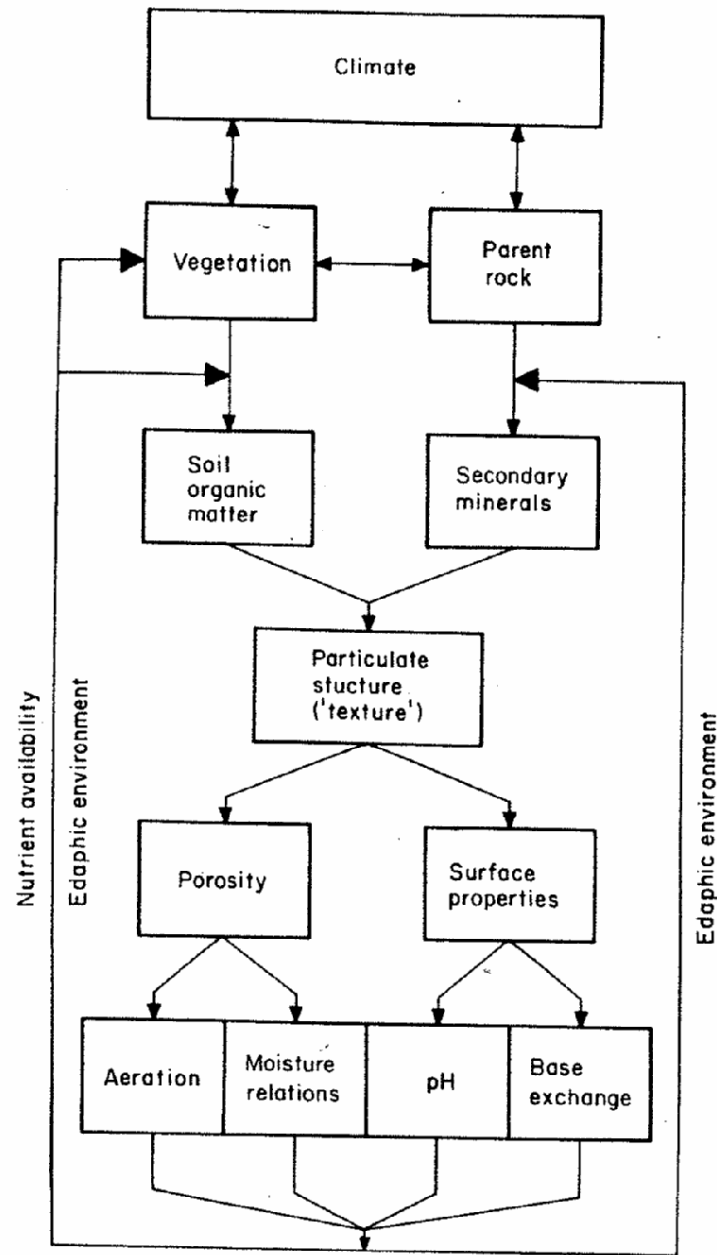 Climate
Vegetation
Parent
rock
Soil
organic
matter
Secondary
minerals
Particulate
stucture
('texture')
Nutrient availability
Edaphic environment
Edaphic environment
Porosity
Surface
properties
Aeration
Moisture
relations
pH
Base
exchange